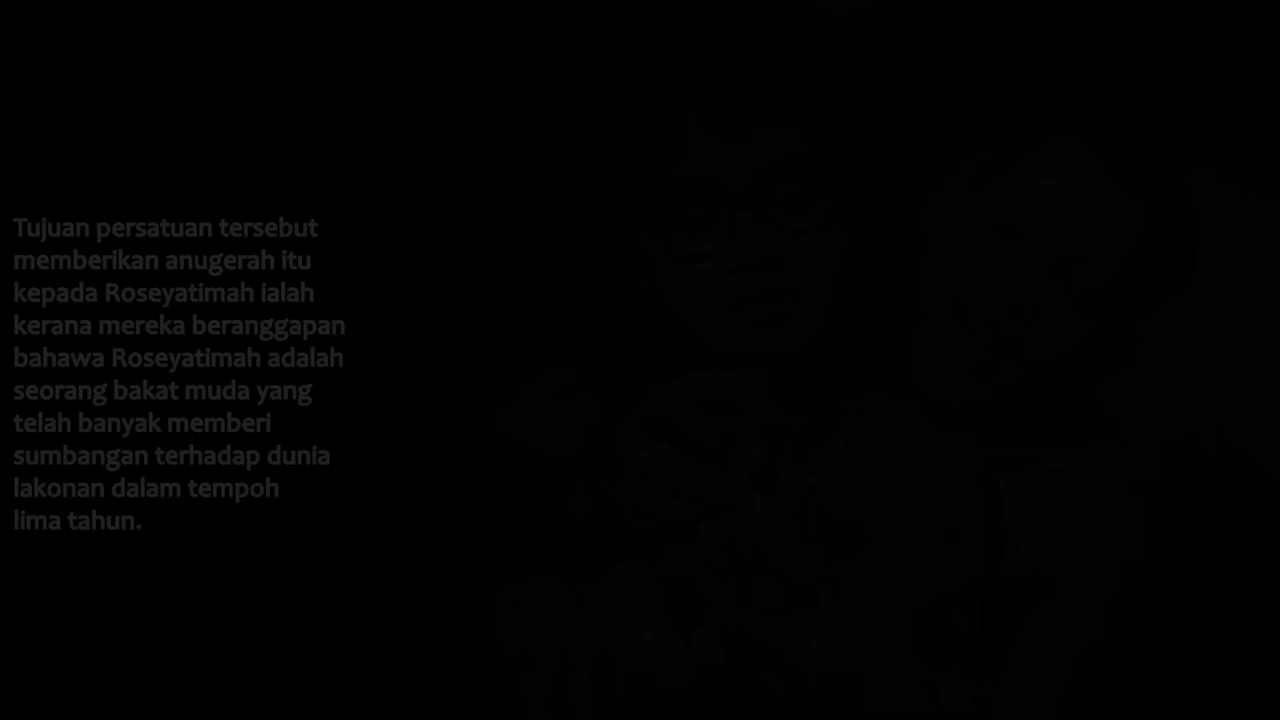 Tujuan persatuan tersebut
memberikan anugerah itu
kepada Roseyatimah ialah
kerana mereka beranggapan
bahawa Roseyatimah adalah
seorang bakat muda yang
telah banyak memberi
sumbangan terhadap dunia
lakonan dalam tempoh
lima tahun.